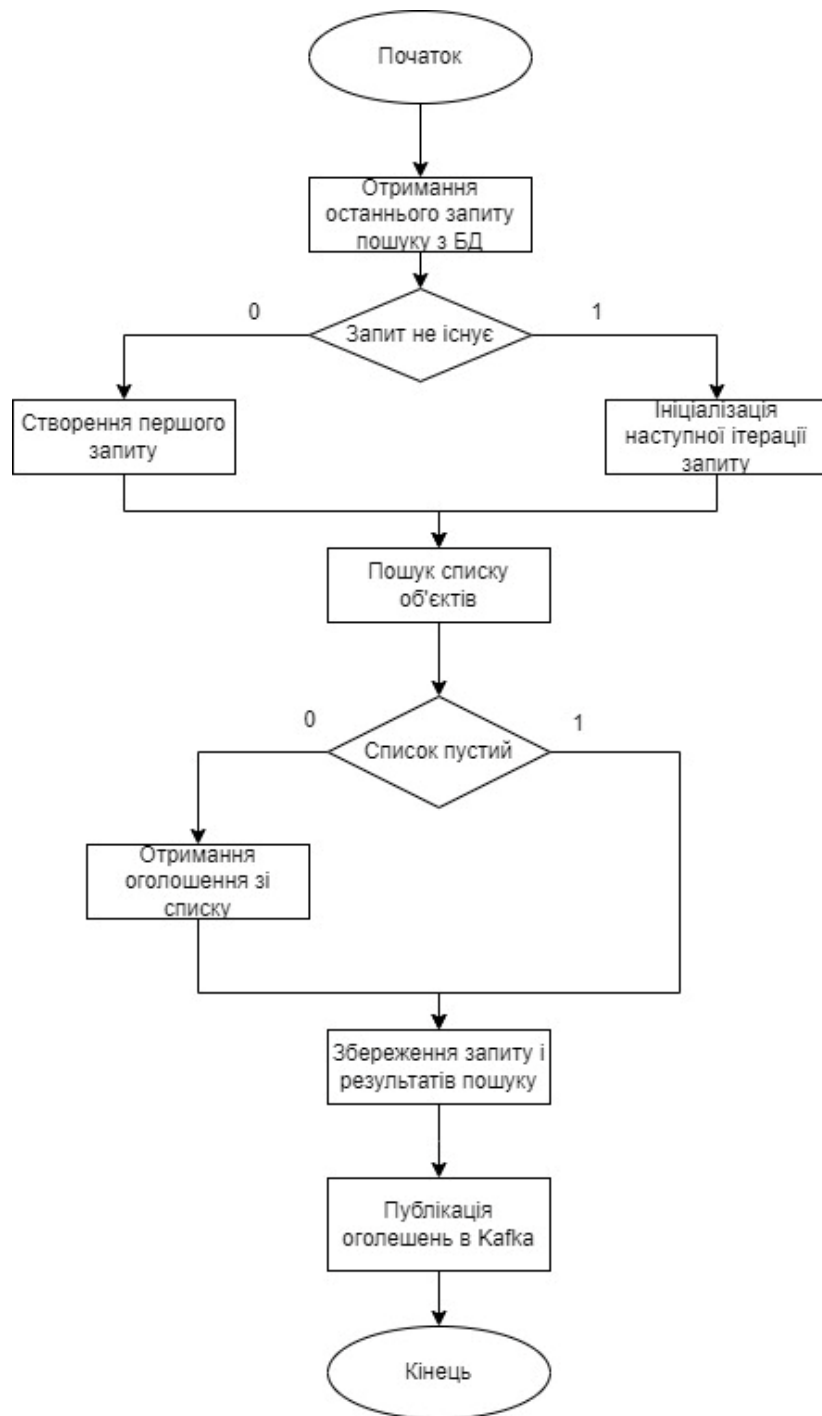 Початок
Отримання
останнього запиту
пошуку з БД
0
1
Запит не існує
Створення першого
запиту
Ініціалізація
наступної ітерації
запиту
Пошук списку
об'єктів
0
1
Список пустий
Отримання
оголошення зі
списку
Збереження запиту і
результатів пошуку
Публікація
оголешень в Kafka
Кінець